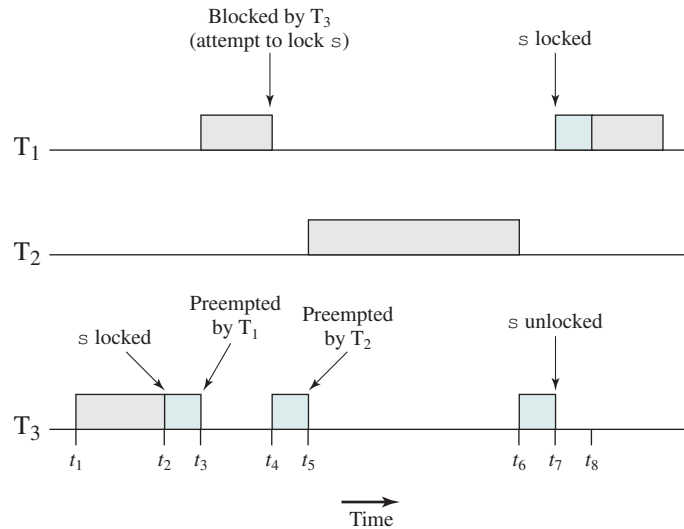 Blocked by T3
(attempt to lock s)
s locked
T1
T2
s locked
Preempted
by T1
Preempted
by T2
s unlocked
T3
t1
t2
t3
t4
t5
t6
t7
t8
Time